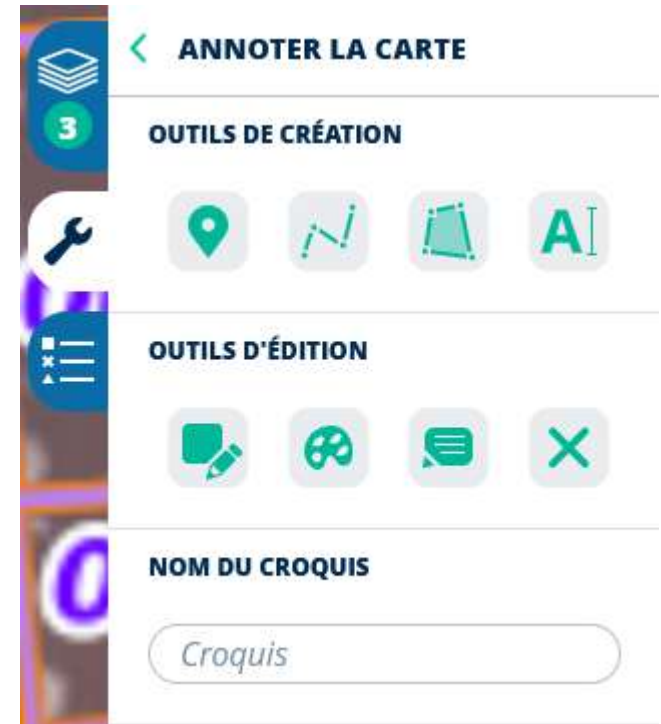 ANNOTER LA CARTE
3
OUTILS DE CRÉATION
A
OUTILS D'ÉDITION
NOM DU CROQUIS
Croquis